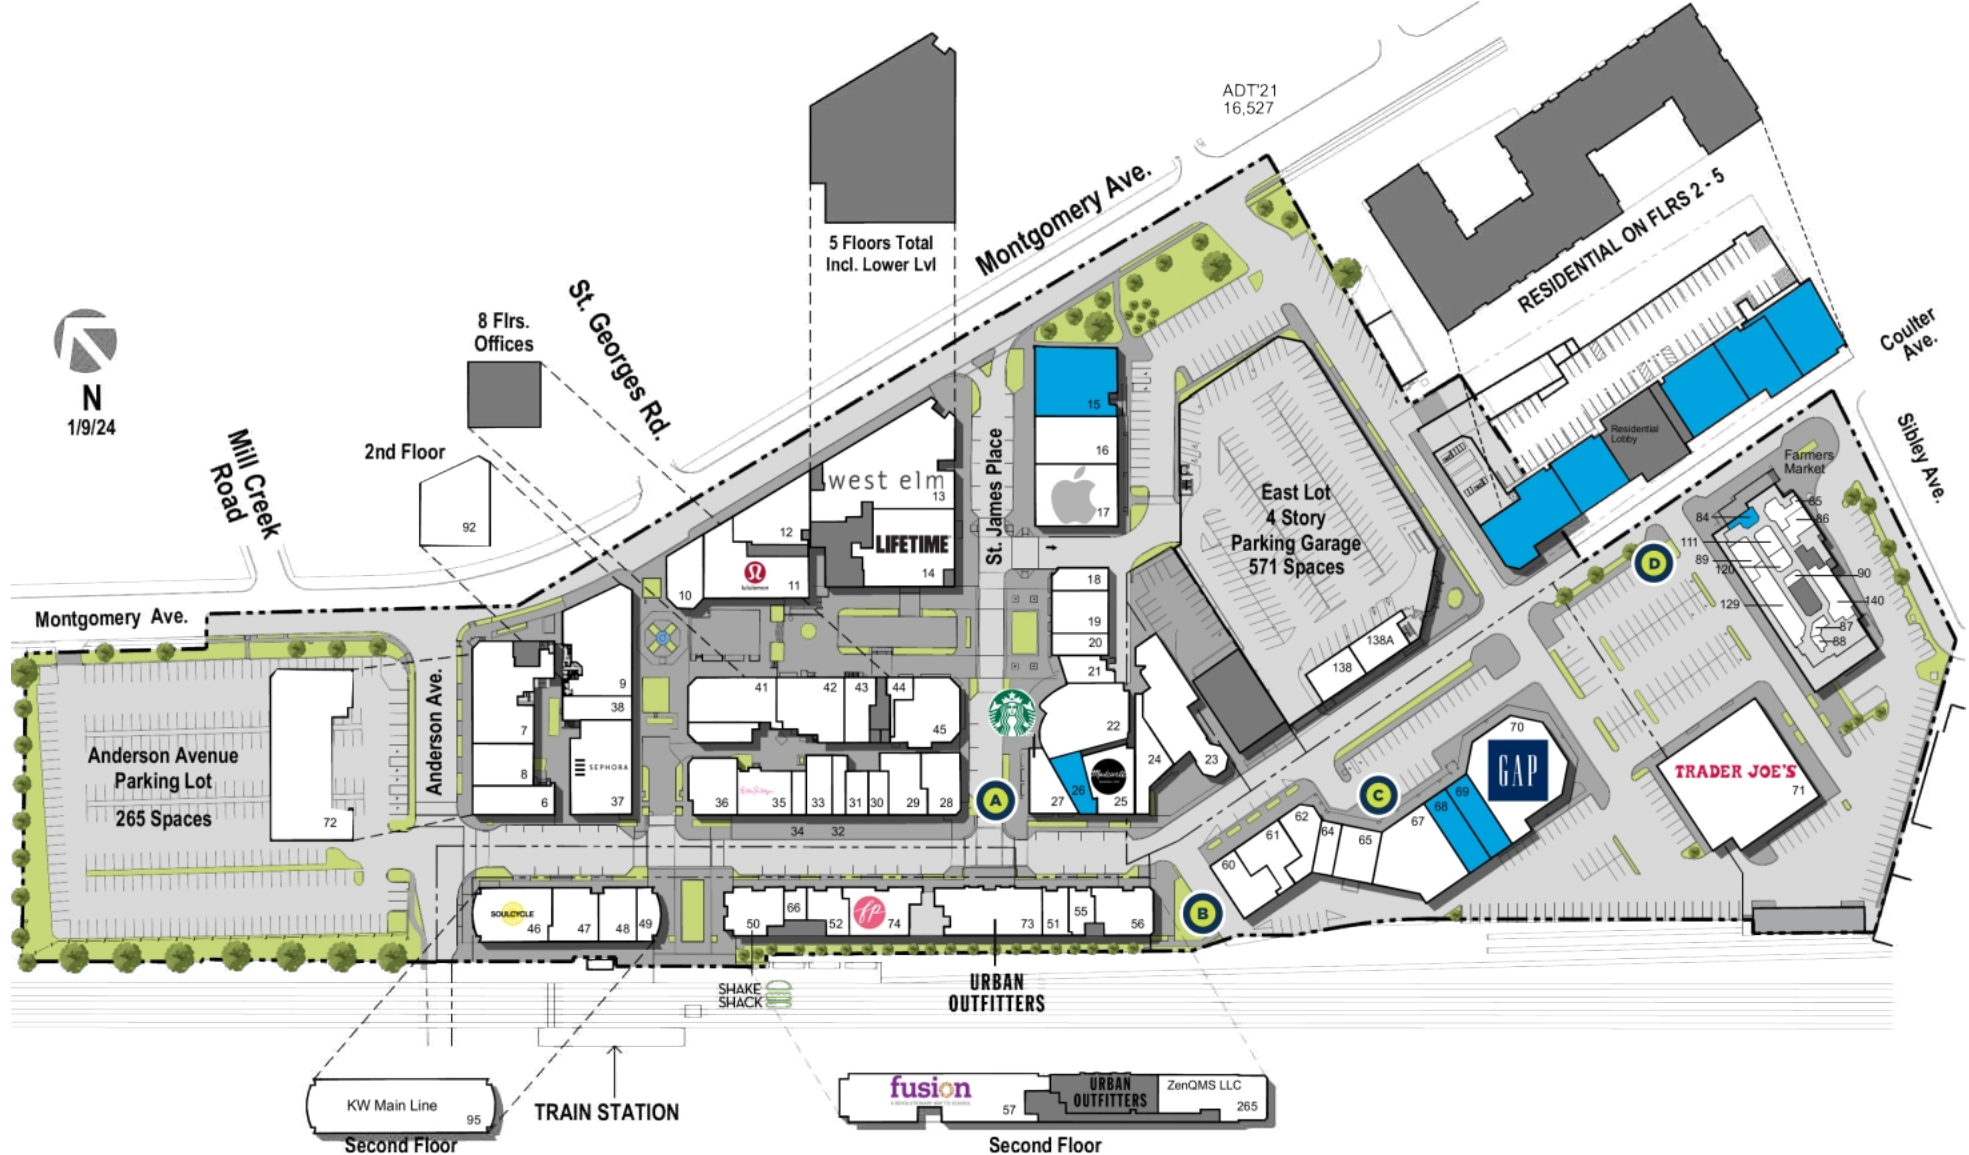 ADT'21
16,527
Montgomery Ave.
5 Floors Total
Incl. Lower Lvl
RESIDENTIAL ON FLRS 2 - 5
Coulter
Ave.
Sibley Ave.
St. Georges Rd.
8 Flrs.
Offices
N
1/9/24
2nd Floor
92
Mill Creek
Road
Montgomery Ave.
St. James Place
15
16
17
Residential
Lobby
Farmers
Market
west elm
13
LIFETIME
14
12
lululemon
11
10
East Lot
4 Story
Parking Garage
571 Spaces
138
138A
18
19
20
21
22
23
24
Madewell
25
26
27
85
84
86
111
89
120
90
129
140
87
88
D
Anderson Avenue
Parking Lot
265 Spaces
72
Anderson Ave.
7
8
6
9
38
SEPHORA
37
41
42
43
44
45
36
35
33
31
30
29
28
34
32
A
B
C
60
61
62
64
65
67
68
69
70
GAP
TRADER JOE'S
71
SOULCYCLE
46
47
48
49
50
66
52
fp
74
73
51
55
56
SHAKE
SHACK
URBAN
OUTFITTERS
TRAIN STATION
KW Main Line
95
Second Floor
fusion
57
URBAN
OUTFITTERS
ZenQMS LLC
265
Second Floor